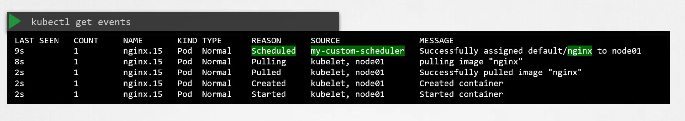 kubectl get events
LAST SEEN COUNT NAME KIND TYPE REASON SOURCE MESSAGE
9s 1 nginx.15 Pod Normal Scheduled my-custom-scheduler Successfully assigned default/nginx to node01
8s 1 nginx.15 Pod Normal Pulling kubelet, node01 pulling image "nginx"
2s 1 nginx.15 Pod Normal Pulled kubelet, node01 Successfully pulled image "nginx"
2s 1 nginx.15 Pod Normal Created kubelet, node01 Created container
2s 1 nginx.15 Pod Normal Started kubelet, node01 Started container